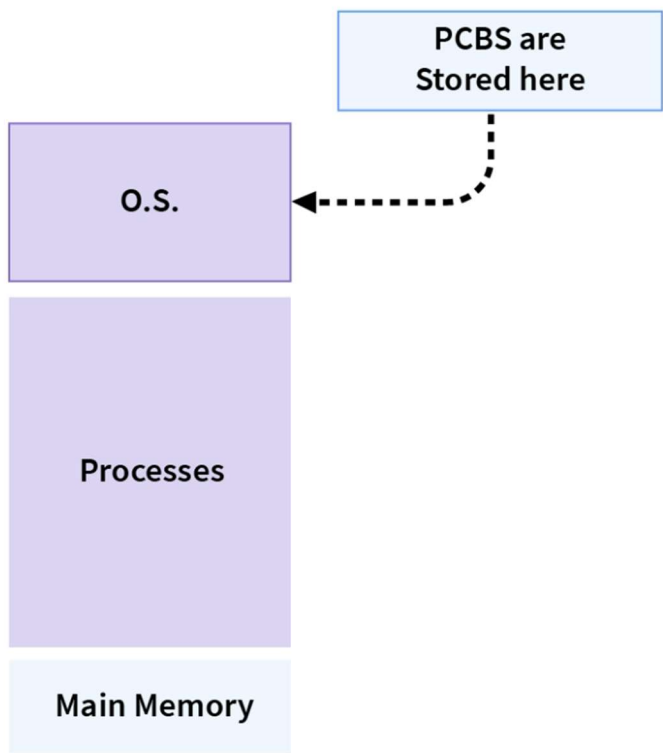 PCBS are
Stored here
O.S.
Processes
Main Memory